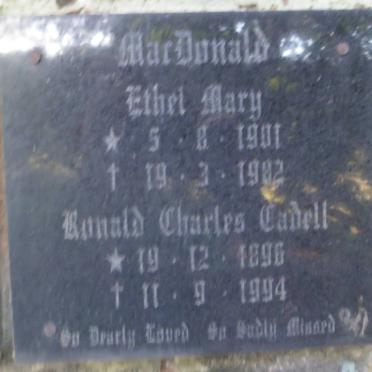 MacDonald
Ethel Mary
★ 5 · 8 · 1901
† 19 · 3 · 1982
Ronald Charles Cadell
★ 19 · 12 · 1896
† 11 · 9 · 1994
So Dearly Loved So Sadly Missed